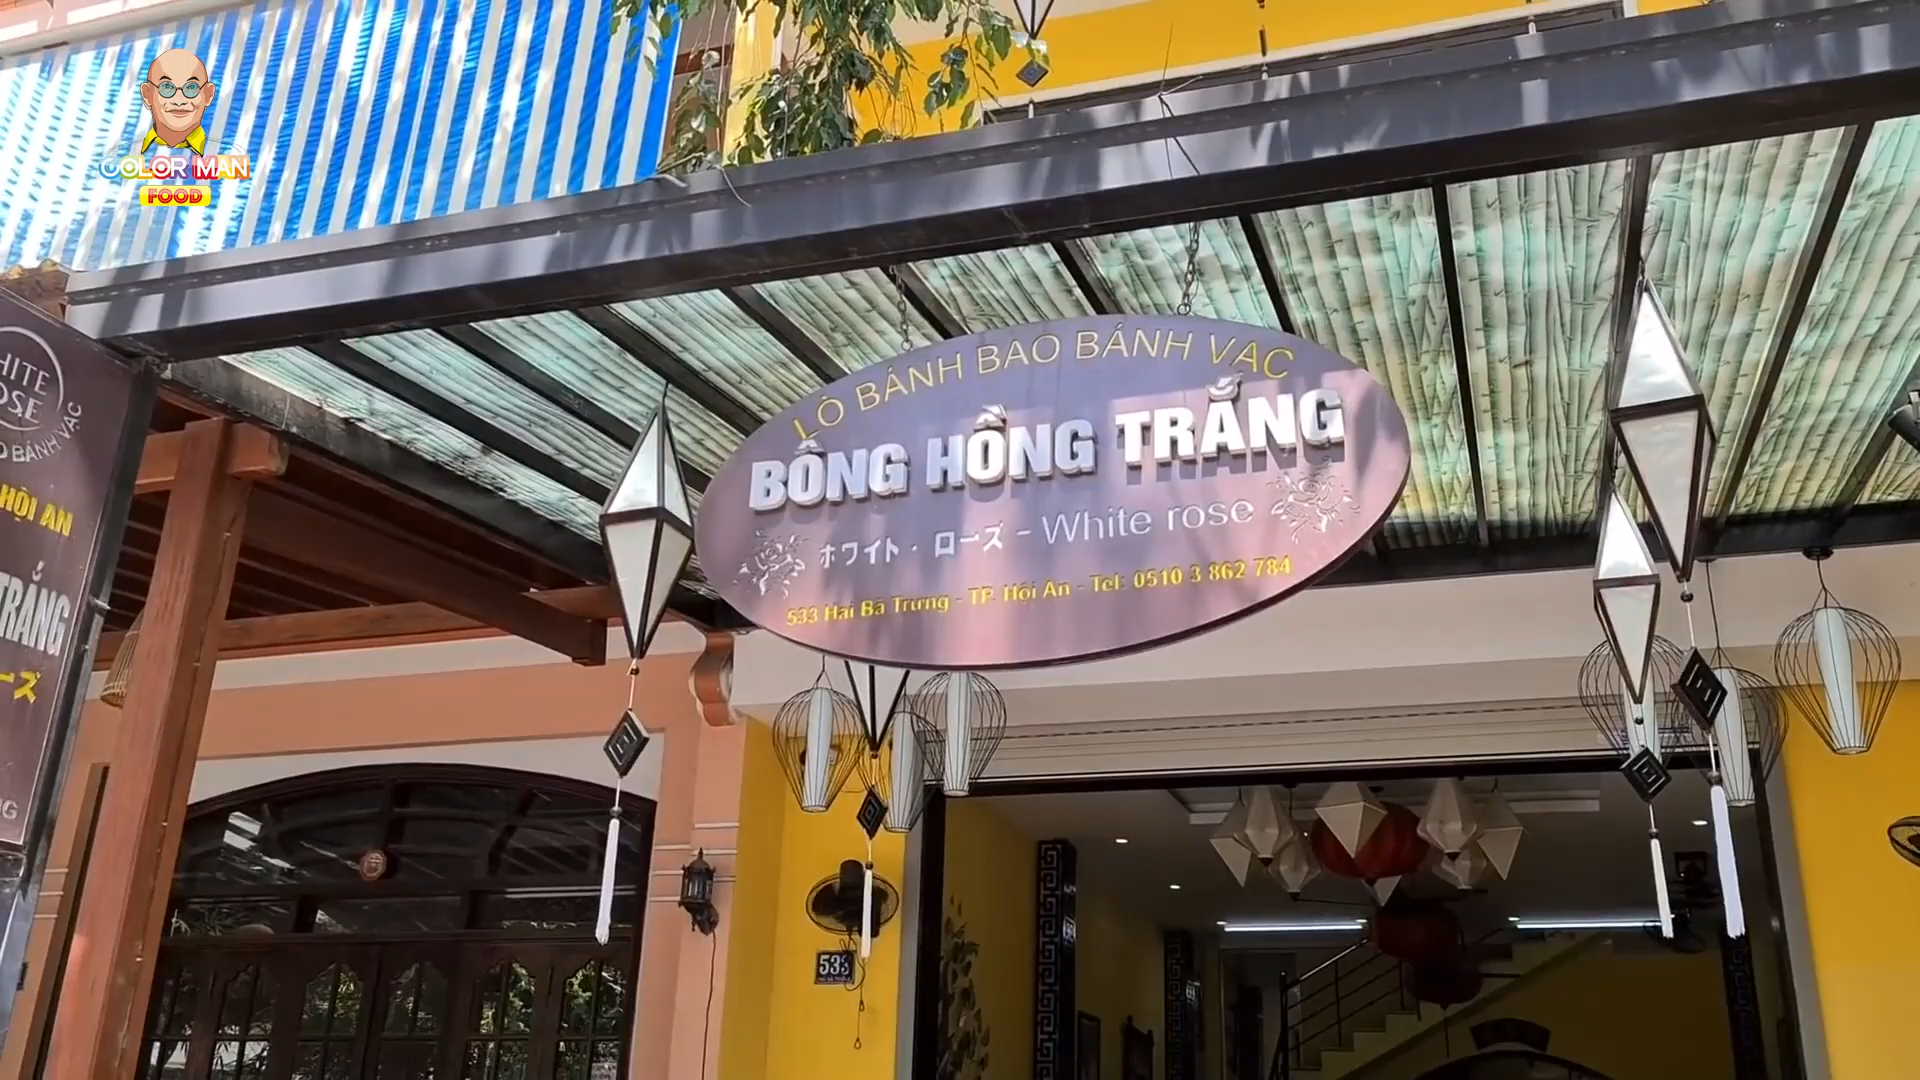 COLOR MAN
FOOD
LÒ BÁNH BAO BÁNH VẠC
BÔNG HỒNG TRẮNG
ホワイト・ローズ - White rose
533 Hai Bà Trưng - TP. Hội An - Tel: 0510 3 862 784
HITE
OSE
O BÁNH VẠC
HỘI AN
TRẮNG
ーズ
NG
533